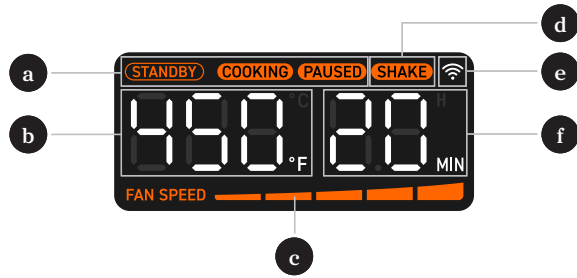 d
a STANDBY COOKING PAUSED SHAKE e
b 450 °C °F 20 H MIN f
FAN SPEED
c